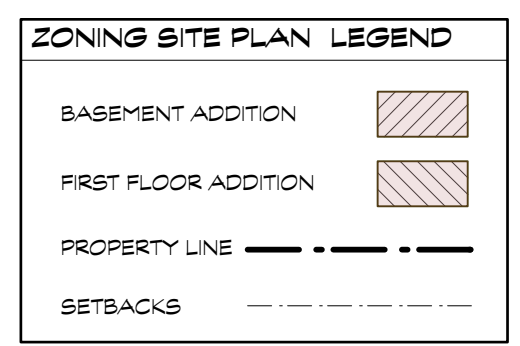 ZONING SITE PLAN LEGEND
BASEMENT ADDITION
FIRST FLOOR ADDITION
PROPERTY LINE
SETBACKS